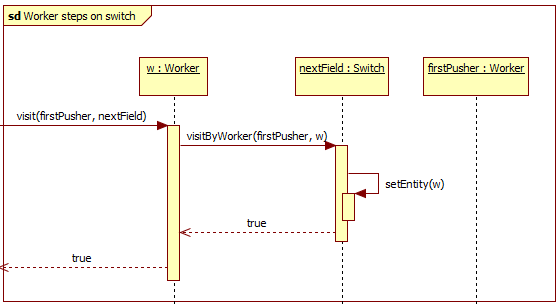 sd Worker steps on switch
w : Worker
nextField : Switch
firstPusher : Worker
visit(firstPusher, nextField)
visitByWorker(firstPusher, w)
setEntity(w)
true
true